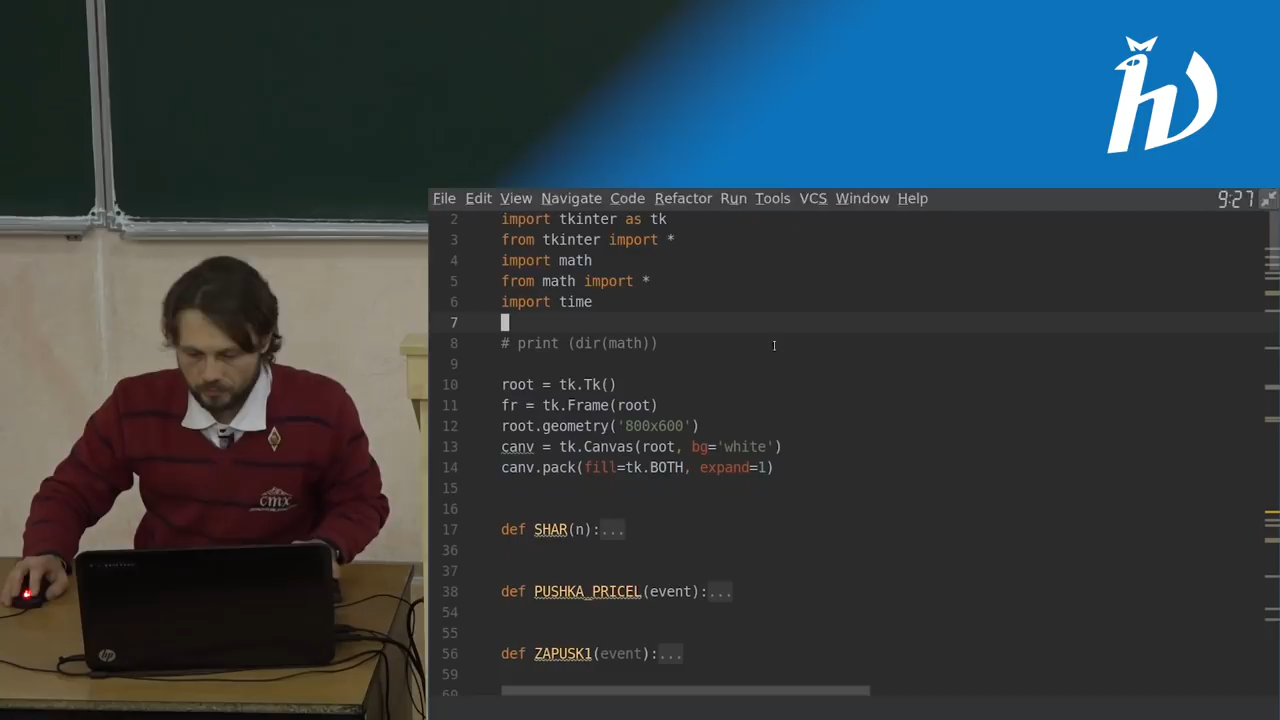 File Edit View Navigate Code Refactor Run Tools VCS Window Help 9:27
2 import tkinter as tk
3 from tkinter import *
4 import math
5 from math import *
6 import time
7
8 # print (dir(math))
9
10 root = tk.Tk()
11 fr = tk.Frame(root)
12 root.geometry('800x600')
13 canv = tk.Canvas(root, bg='white')
14 canv.pack(fill=tk.BOTH, expand=1)
15
16
17 def SHAR(n):...
36
37
38 def PUSHKA_PRICEL(event):...
54
55
56 def ZAPUSK1(event):...
59
60
h
стх
hp